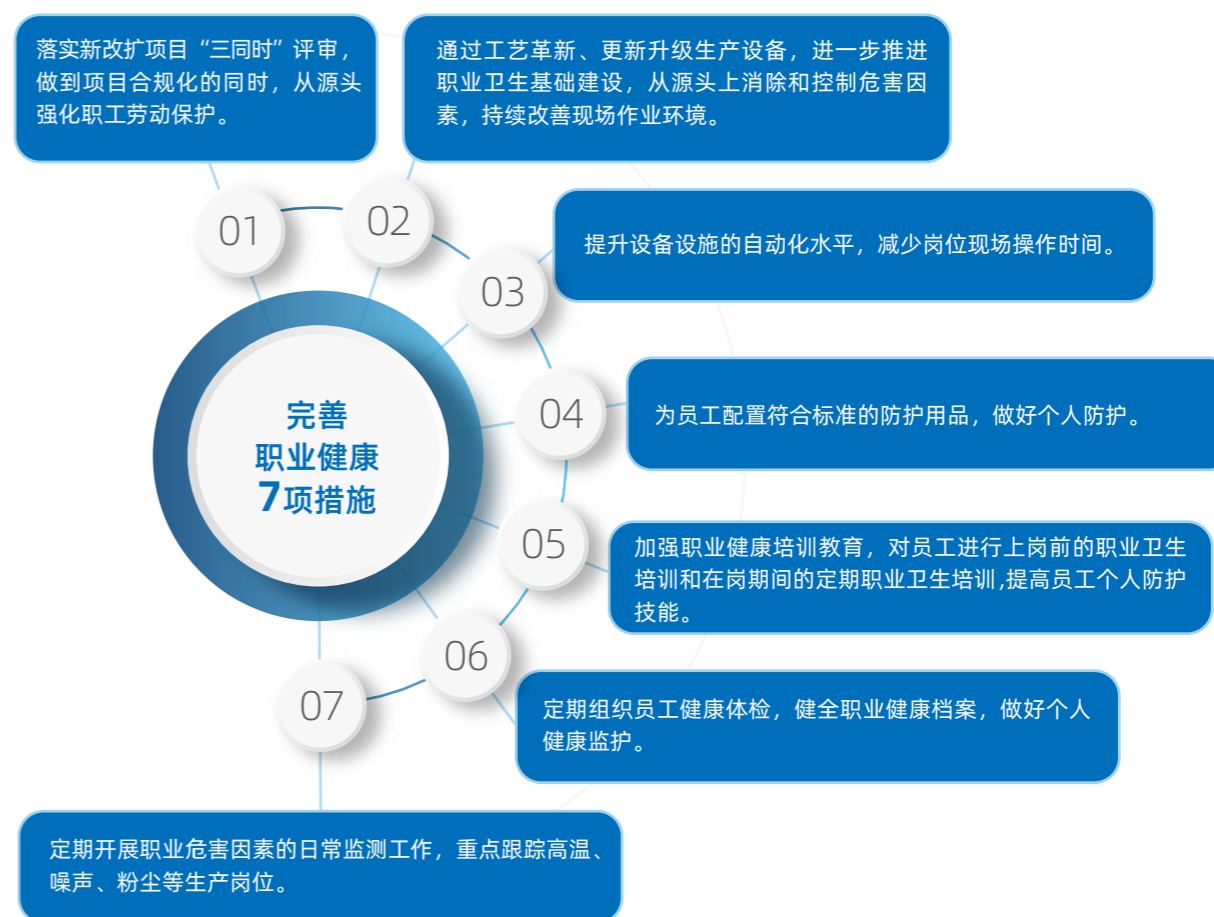 落实新改扩项目“三同时”评审，
做到项目合规化的同时，从源头
强化职工劳动保护。
通过工艺革新、更新升级生产设备，进一步推进
职业卫生基础建设，从源头上消除和控制危害因
素，持续改善现场作业环境。
01
02
提升设备设施的自动化水平，减少岗位现场操作时间。
03
完善
职业健康
7项措施
04
为员工配置符合标准的防护用品，做好个人防护。
05
加强职业健康培训教育，对员工进行上岗前的职业卫生
培训和在岗期间的定期职业卫生培训,提高员工个人防护
技能。
06
定期组织员工健康体检，健全职业健康档案，做好个人
健康监护。
07
定期开展职业危害因素的日常监测工作，重点跟踪高温、
噪声、粉尘等生产岗位。